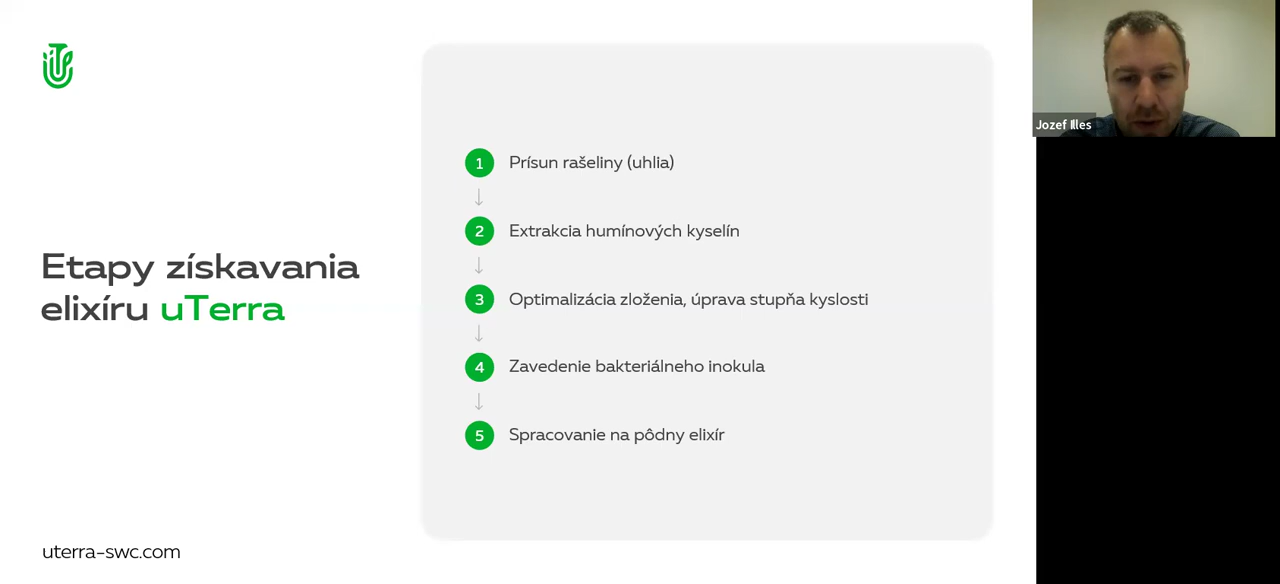 Etapy získavania
elixíru uTerra
1 Prísun rašeliny (uhlia)
2 Extrakcia humínových kyselín
3 Optimalizácia zloženia, úprava stupňa kyslosti
4 Zavedenie bakteriálneho inokula
5 Spracovanie na pôdny elixír
uterra-swc.com
Jozef Illes